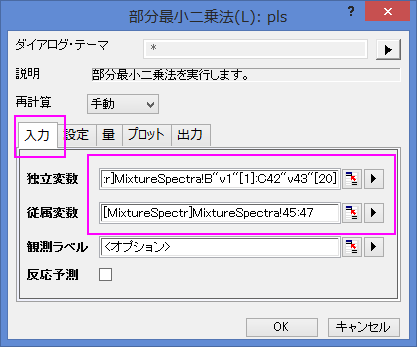 部分最小二乗法(L): pls
ダイアログ・テーマ *
説明 部分最小二乗法を実行します。
再計算 手動
入力 設定 量 プロット 出力
独立変数 :r]MixtureSpectra!B"v1"[1]:C42"v43"[20]
従属変数 [MixtureSpectr]MixtureSpectra!45:47
観測ラベル <オプション>
反応予測
OK キャンセル